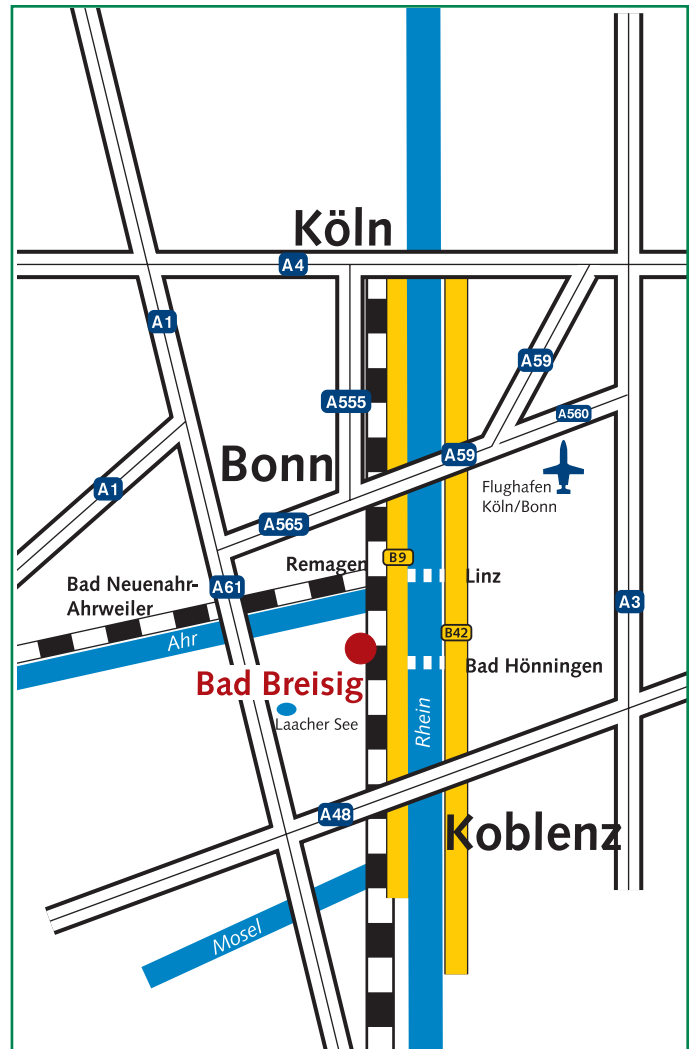 Köln
A4
A1
A59
A555
A560
A59
Bonn
A1
Flughafen
Köln/Bonn
A565
B9
Remagen
Linz
Bad Neuenahr-
Ahrweiler
A61
A3
B42
Ahr
Bad Hönningen
Bad Breisig
Rhein
Laacher See
A48
Koblenz
Mosel